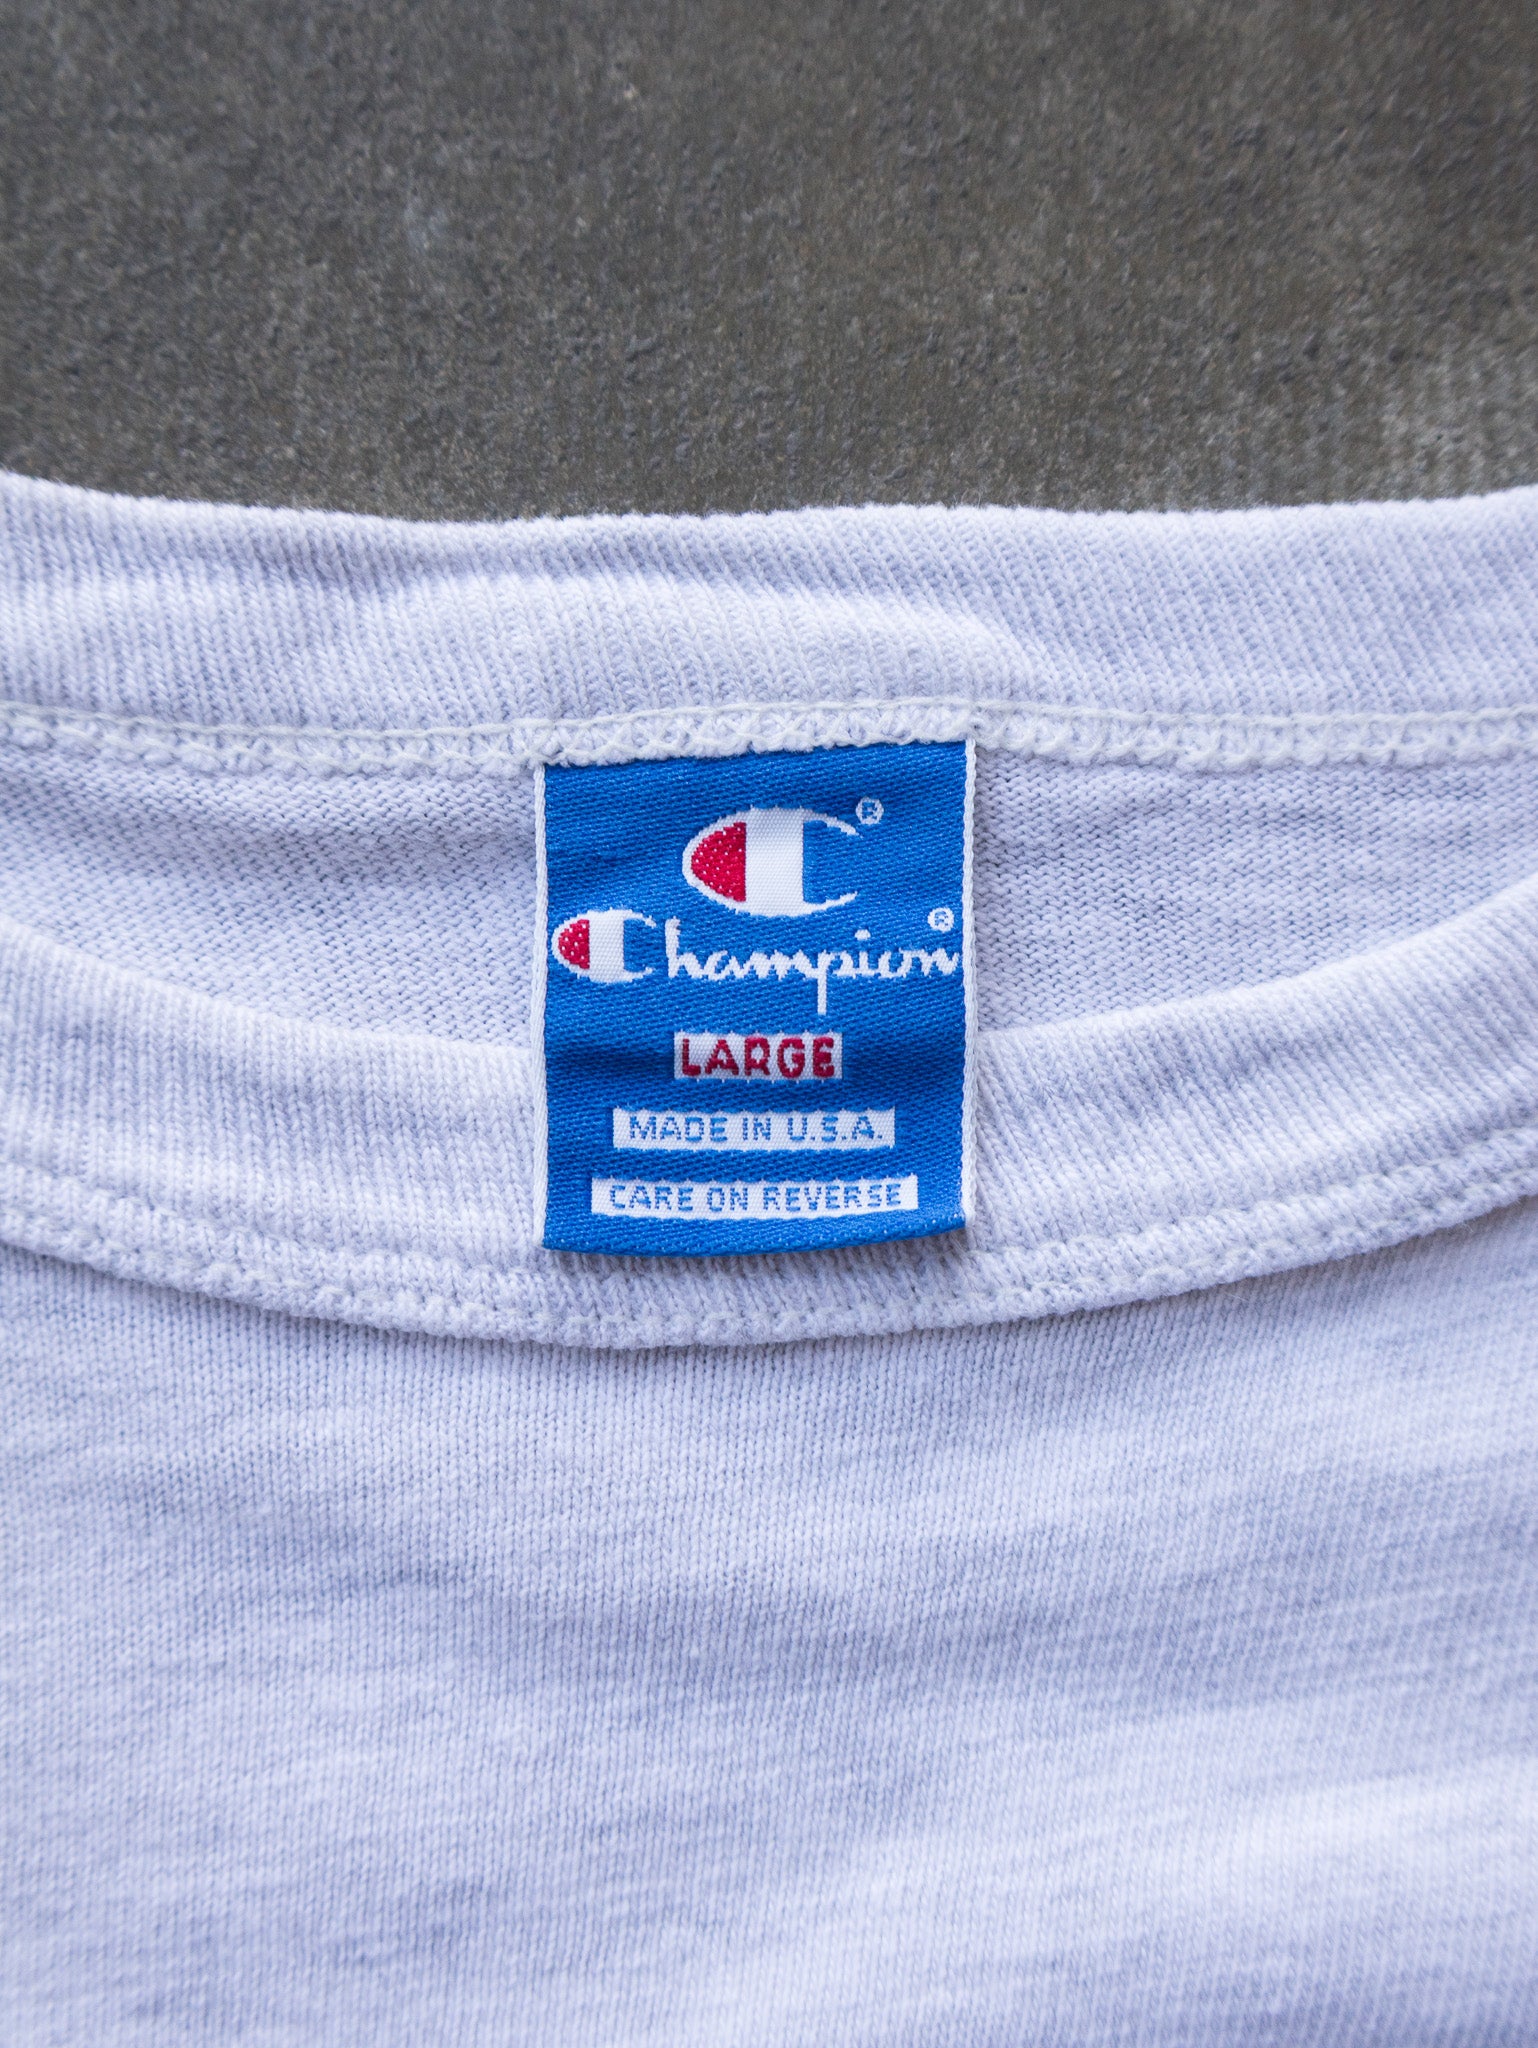 C®
Champion®
LARGE
MADE IN U.S.A.
CARE ON REVERSE